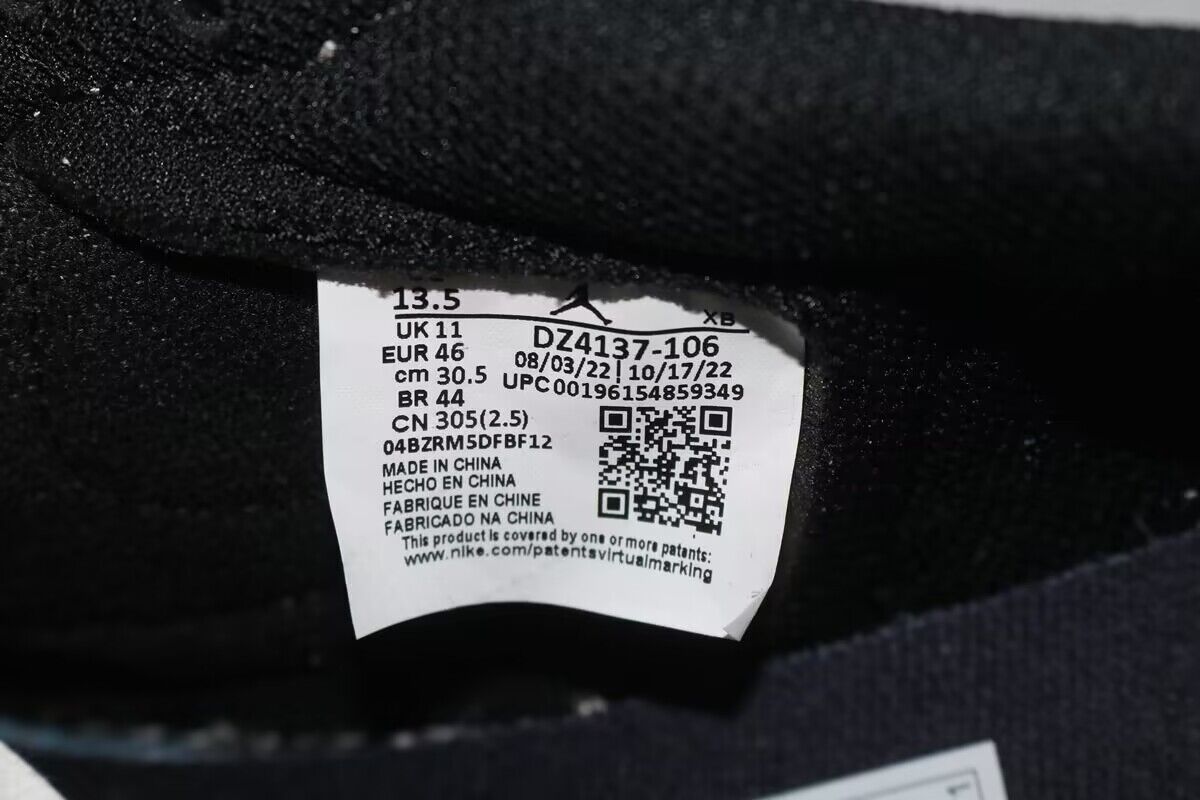 13.5
XB
UK 11
EUR 46
cm 30.5
BR 44
CN 305(2.5)
04BZRM5DFBF12
DZ4137-106
08/03/22 | 10/17/22
UPC 00196154859349
MADE IN CHINA
HECHO EN CHINA
FABRIQUE EN CHINE
FABRICADO NA CHINA
This product is covered by one or more patents:
www.nike.com/patentsvirtualmarking